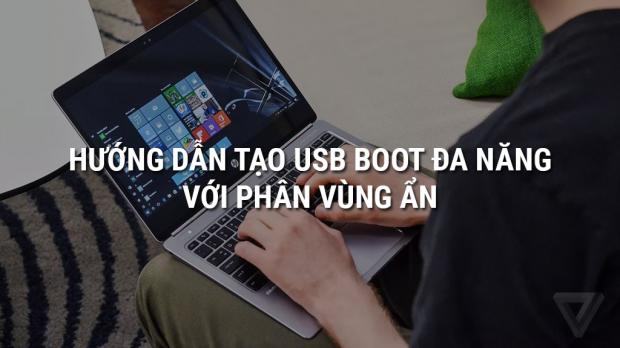 HƯỚNG DẪN TẠO USB BOOT ĐA NĂNG
VỚI PHÂN VÙNG ẨN